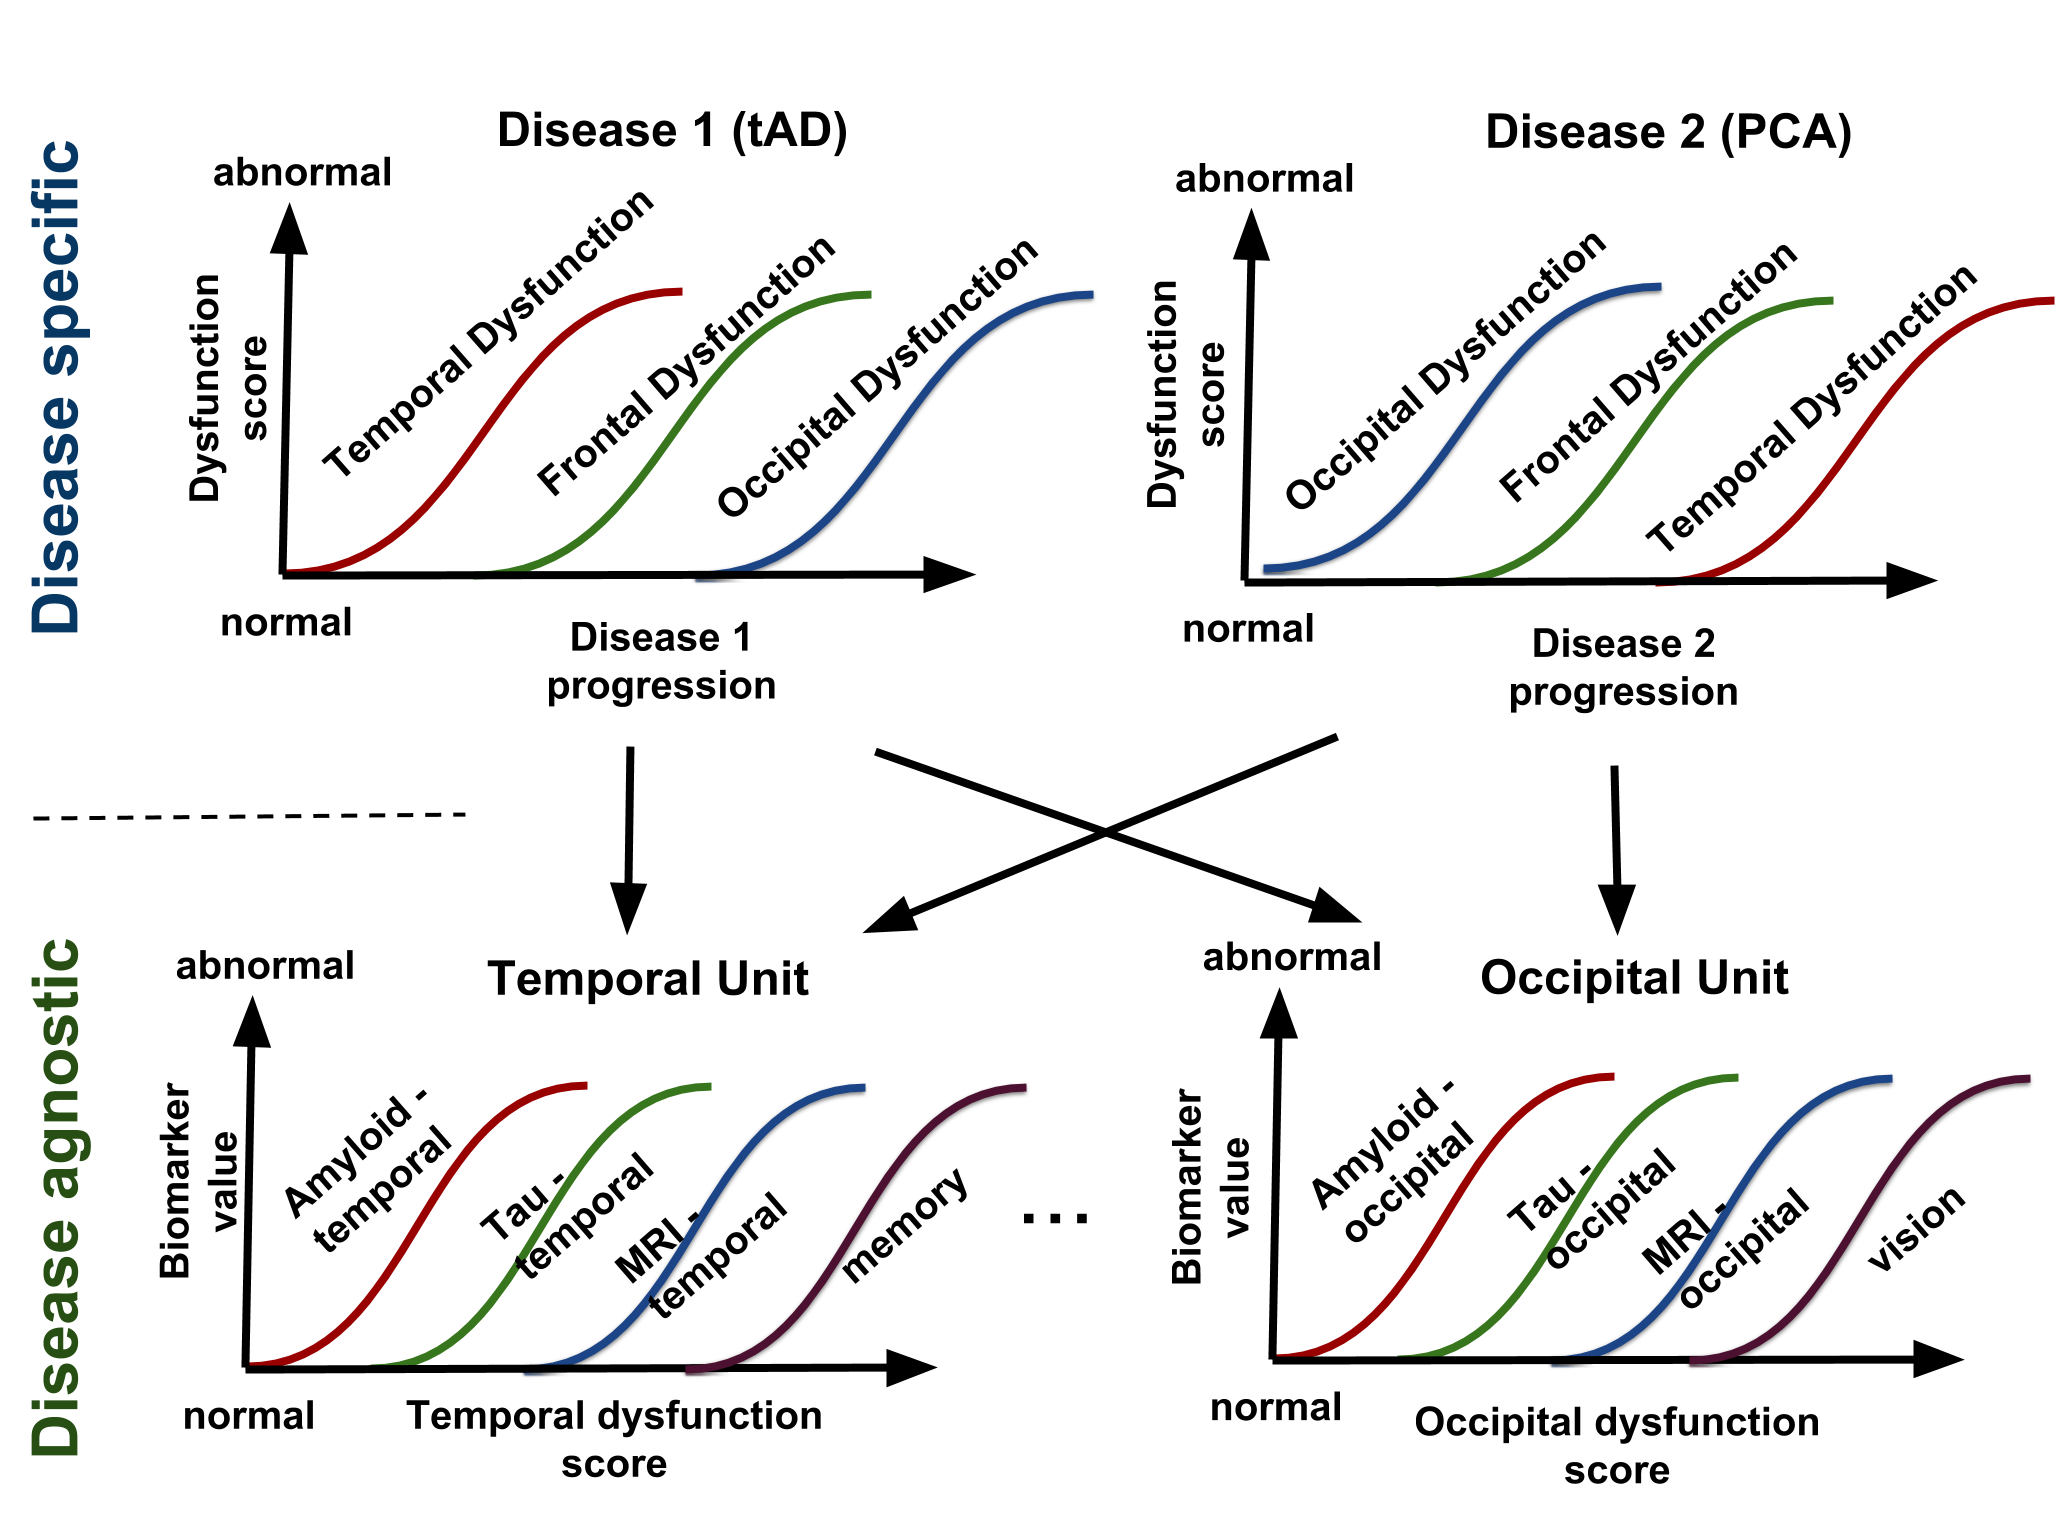 Disease specific
Disease 1 (tAD)
abnormal
Dysfunction
score
Temporal Dysfunction
Frontal Dysfunction
Occipital Dysfunction
normal
Disease 1
progression
Disease 2 (PCA)
abnormal
Dysfunction
score
Occipital Dysfunction
Frontal Dysfunction
Temporal Dysfunction
normal
Disease 2
progression
Disease agnostic
abnormal
Temporal Unit
Biomarker
value
Amyloid -
temporal
Tau -
temporal
MRI -
temporal
memory
normal
Temporal dysfunction
score
...
abnormal
Occipital Unit
Biomarker
value
Amyloid -
occipital
Tau -
occipital
MRI -
occipital
vision
normal
Occipital dysfunction
score